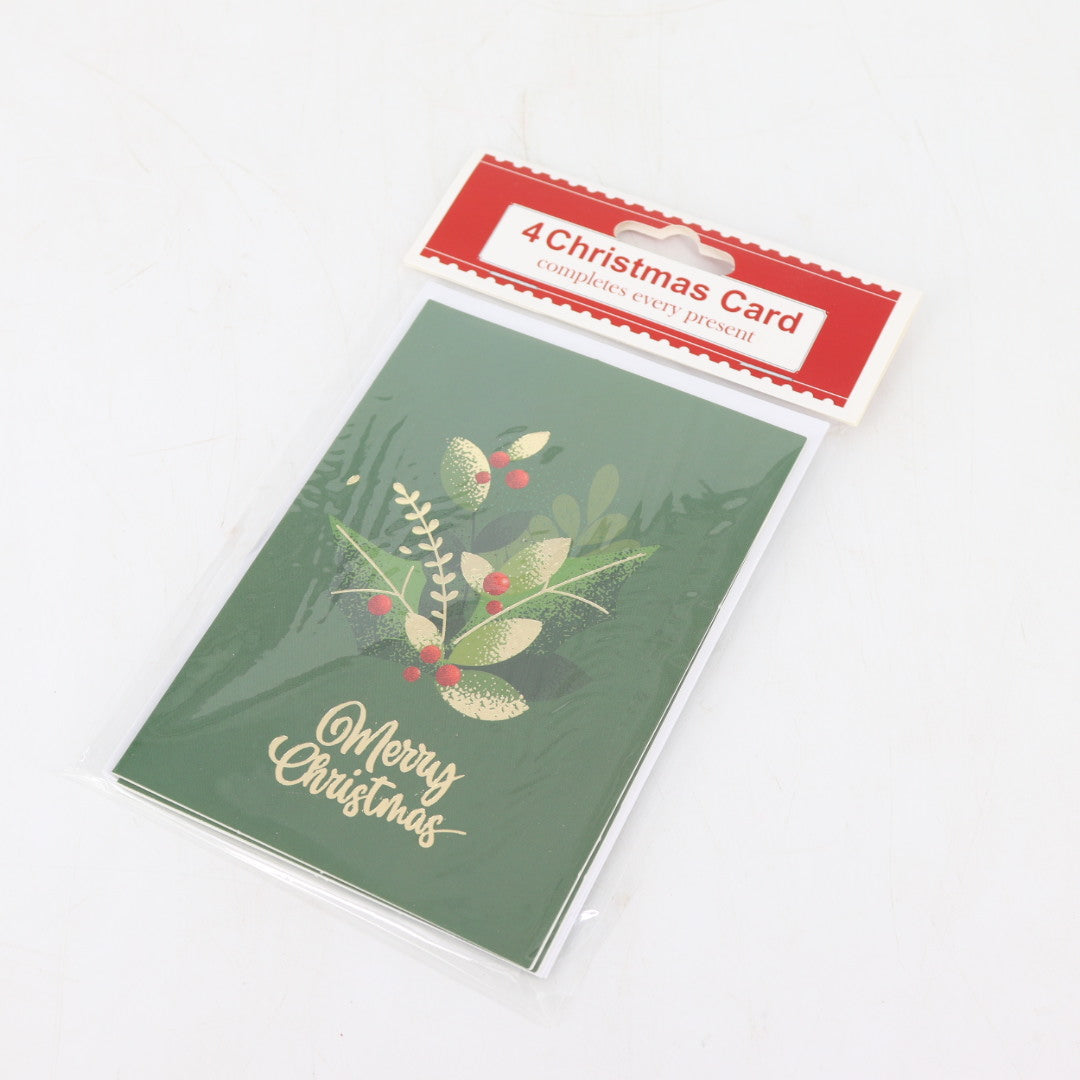 4 Christmas Card
completes every present
Merry
Christmas